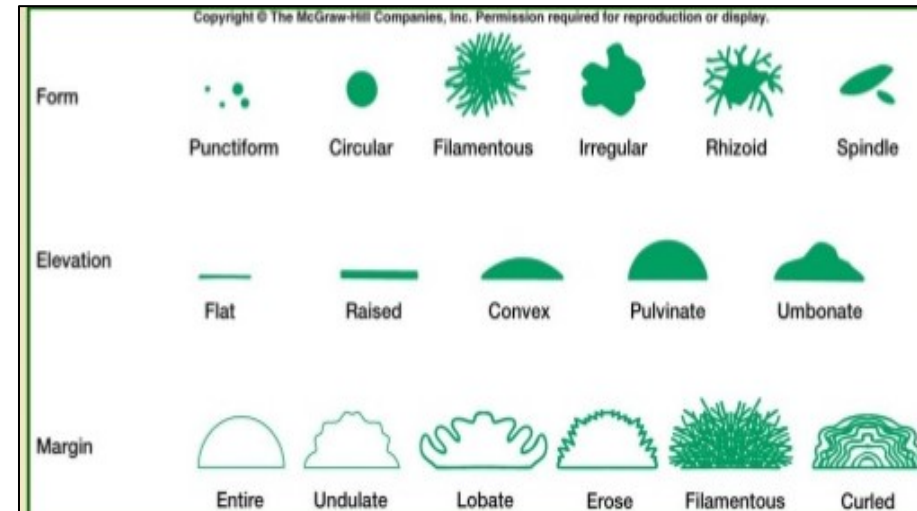 Copyright © The McGraw-Hill Companies, Inc. Permission required for reproduction or display.
Form
Punctiform Circular Filamentous Irregular Rhizoid Spindle
Elevation
Flat Raised Convex Pulvinate Umbonate
Margin
Entire Undulate Lobate Erose Filamentous Curled